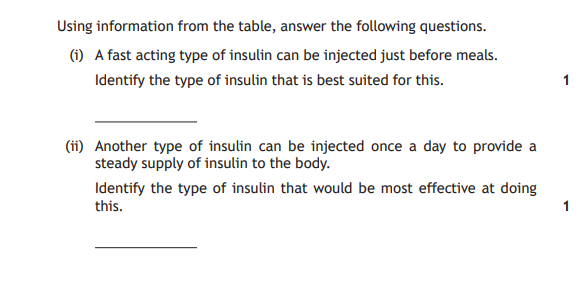 Using information from the table, answer the following questions.
(i) A fast acting type of insulin can be injected just before meals.
Identify the type of insulin that is best suited for this. 1
(ii) Another type of insulin can be injected once a day to provide a
steady supply of insulin to the body.
Identify the type of insulin that would be most effective at doing
this. 1